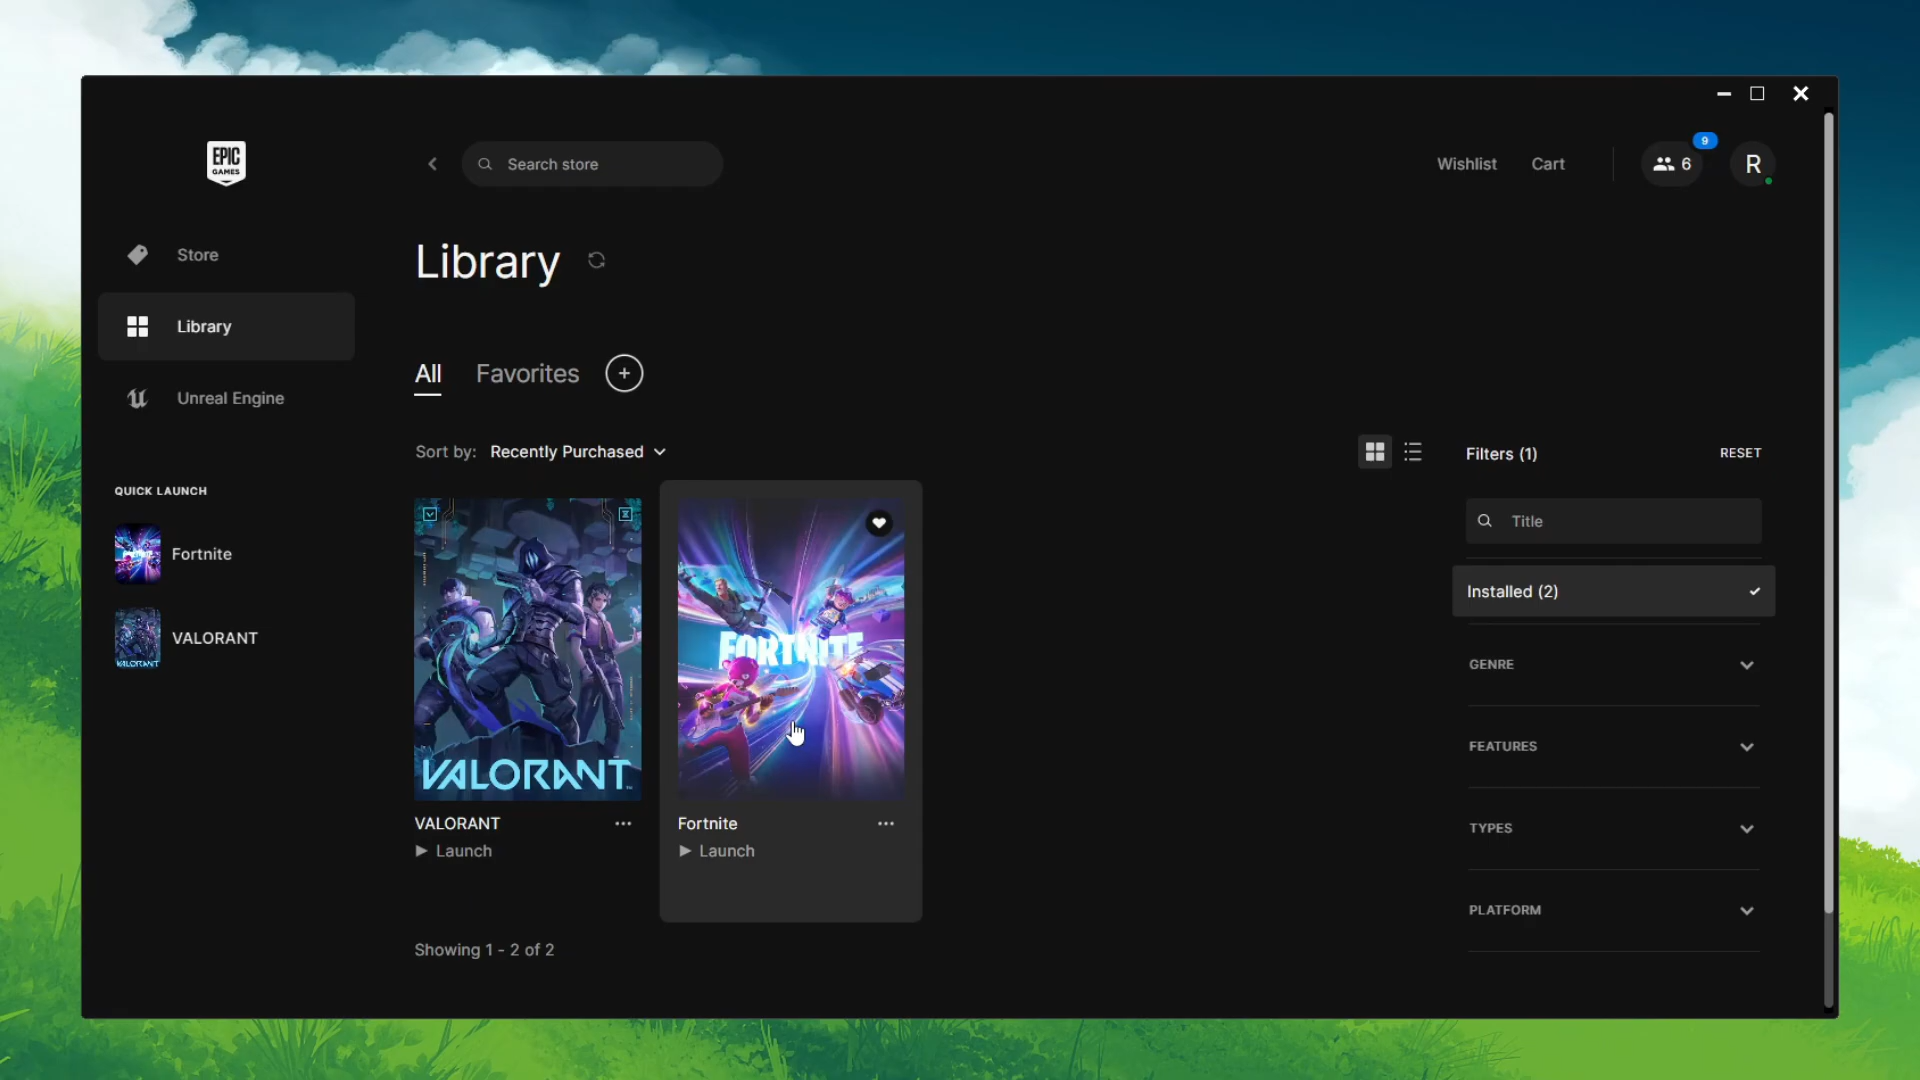 EPIC
GAMES
Search store
Wishlist
Cart
6
9
R
Store
Library
Unreal Engine
QUICK LAUNCH
Fortnite
VALORANT
Library
All
Favorites
Sort by: Recently Purchased
VALORANT
FORTNITE
VALORANT
VALORANT
Launch
Fortnite
Launch
Showing 1 - 2 of 2
Filters (1)
RESET
Title
Installed (2)
GENRE
FEATURES
TYPES
PLATFORM